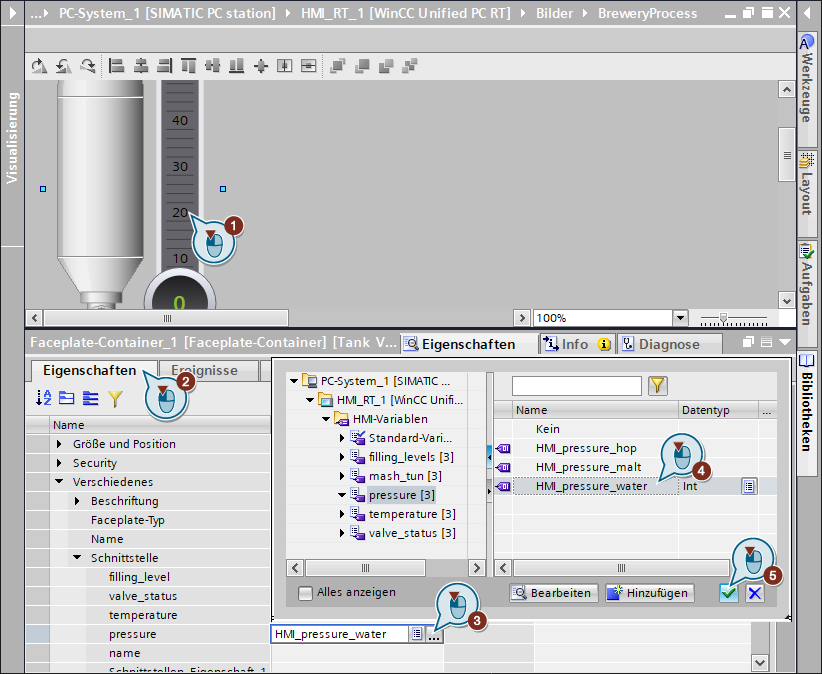 ...▸ PC-System_1 [SIMATIC PC station] ▸ HMI_RT_1 [WinCC Unified PC RT] ▸ Bilder ▸ BreweryProcess
Visualisierung
Werkzeuge
Layout
Aufgaben
Bibliotheken
40
30
20
10
0
1
100%
Faceplate-Container_1 [Faceplate-Container] [Tank V...
Eigenschaften
Info
Diagnose
Eigenschaften
Ereignisse
2
Name
Größe und Position
Security
Verschiedenes
Beschriftung
Faceplate-Typ
Name
Schnittstelle
filling_level
valve_status
temperature
pressure
name
Schnittstellen_Eigenschaft_1
PC-System_1 [SIMATIC ...
HMI_RT_1 [WinCC Unifi...
HMI-Variablen
Standard-Vari...
filling_levels [3]
mash_tun [3]
pressure [3]
temperature [3]
valve_status [3]
Name Datentyp ...
Kein
HMI_pressure_hop
HMI_pressure_malt
HMI_pressure_water Int
4
Alles anzeigen
Bearbeiten
Hinzufügen
5
HMI_pressure_water
...
3